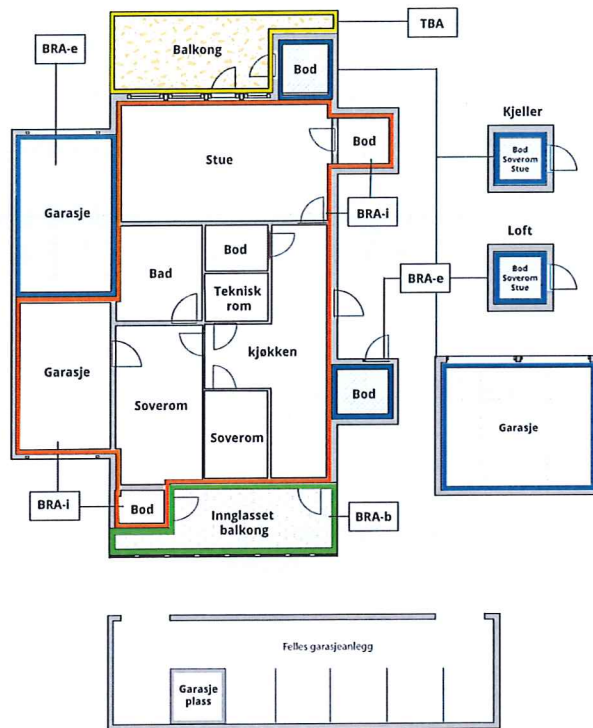 TBA
Balkong
BRA-e
Bod
Kjeller
Bod
Soverom
Stue
Stue
Bod
Garasje
BRA-i
Loft
Bod
Bad
Teknisk
rom
BRA-e
Bod
Soverom
Stue
Garasje
kjøkken
Soverom
Bod
Soverom
Garasje
BRA-i
Bod
Innglasset
balkong
BRA-b
Felles garasjeanlegg
Garasje
plass